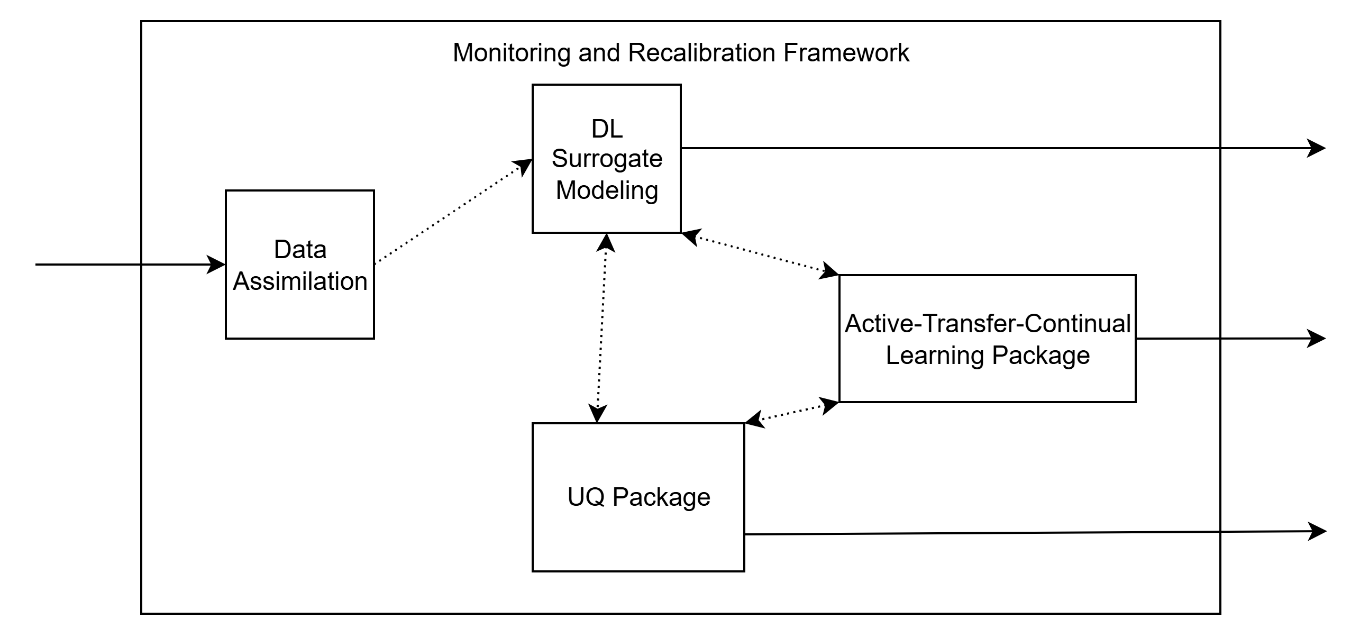 Monitoring and Recalibration Framework
DL
Surrogate
Modeling
Data
Assimilation
Active-Transfer-Continual
Learning Package
UQ Package